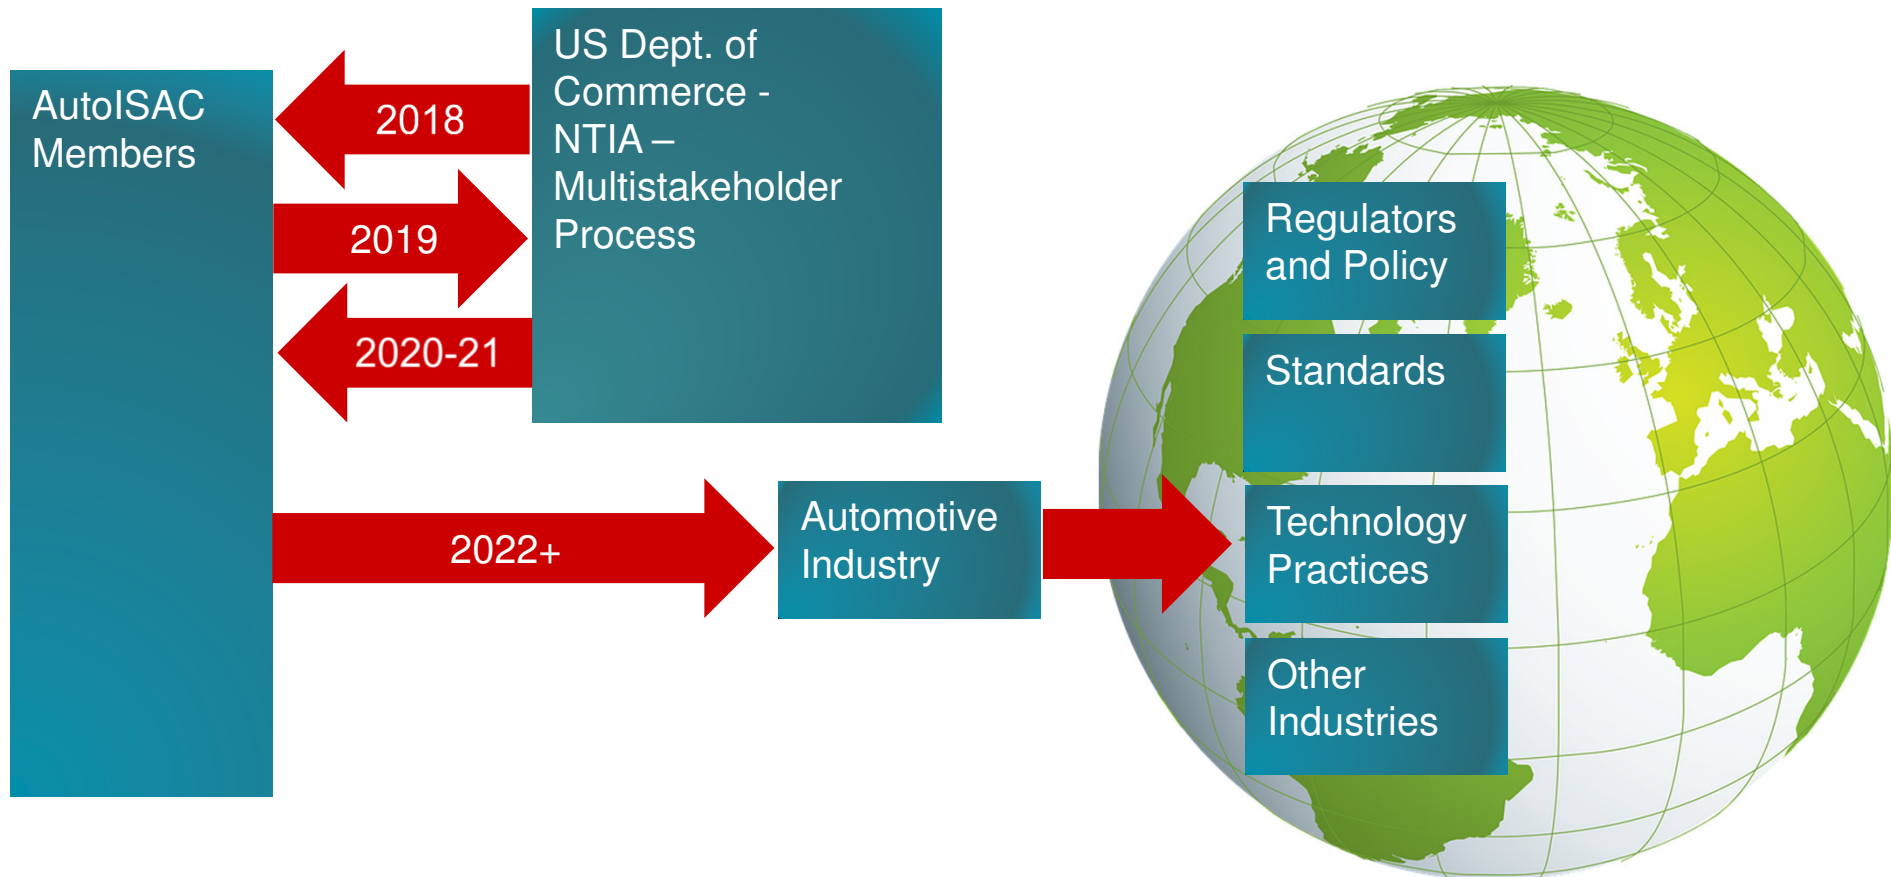 AutoISAC
Members
2018
2019
2020-21
US Dept. of
Commerce -
NTIA –
Multistakeholder
Process
2022+
Automotive
Industry
Regulators
and Policy
Standards
Technology
Practices
Other
Industries